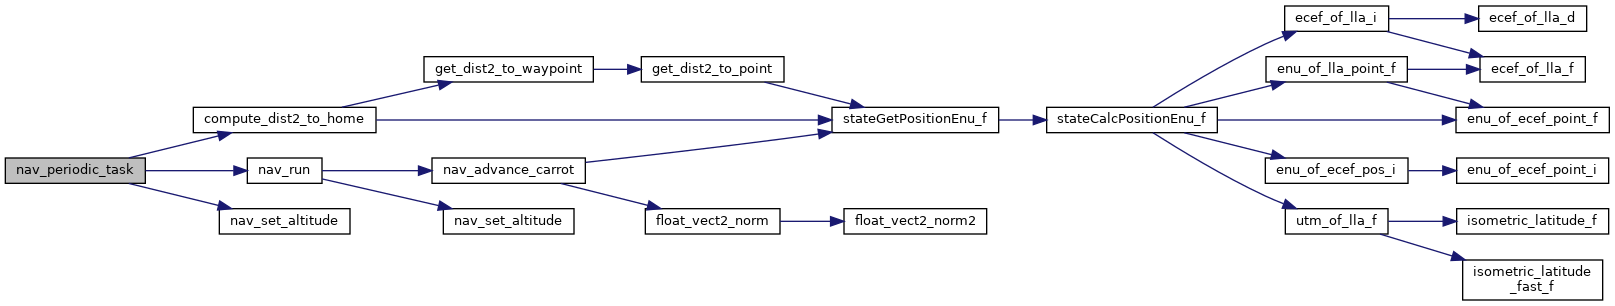 nav_periodic_task
compute_dist2_to_home
nav_run
nav_set_altitude
get_dist2_to_waypoint
nav_advance_carrot
nav_set_altitude
get_dist2_to_point
float_vect2_norm
stateGetPositionEnu_f
float_vect2_norm2
stateCalcPositionEnu_f
ecef_of_lla_i
enu_of_lla_point_f
enu_of_ecef_pos_i
utm_of_lla_f
ecef_of_lla_d
ecef_of_lla_f
enu_of_ecef_point_f
enu_of_ecef_point_i
isometric_latitude_f
isometric_latitude
_fast_f